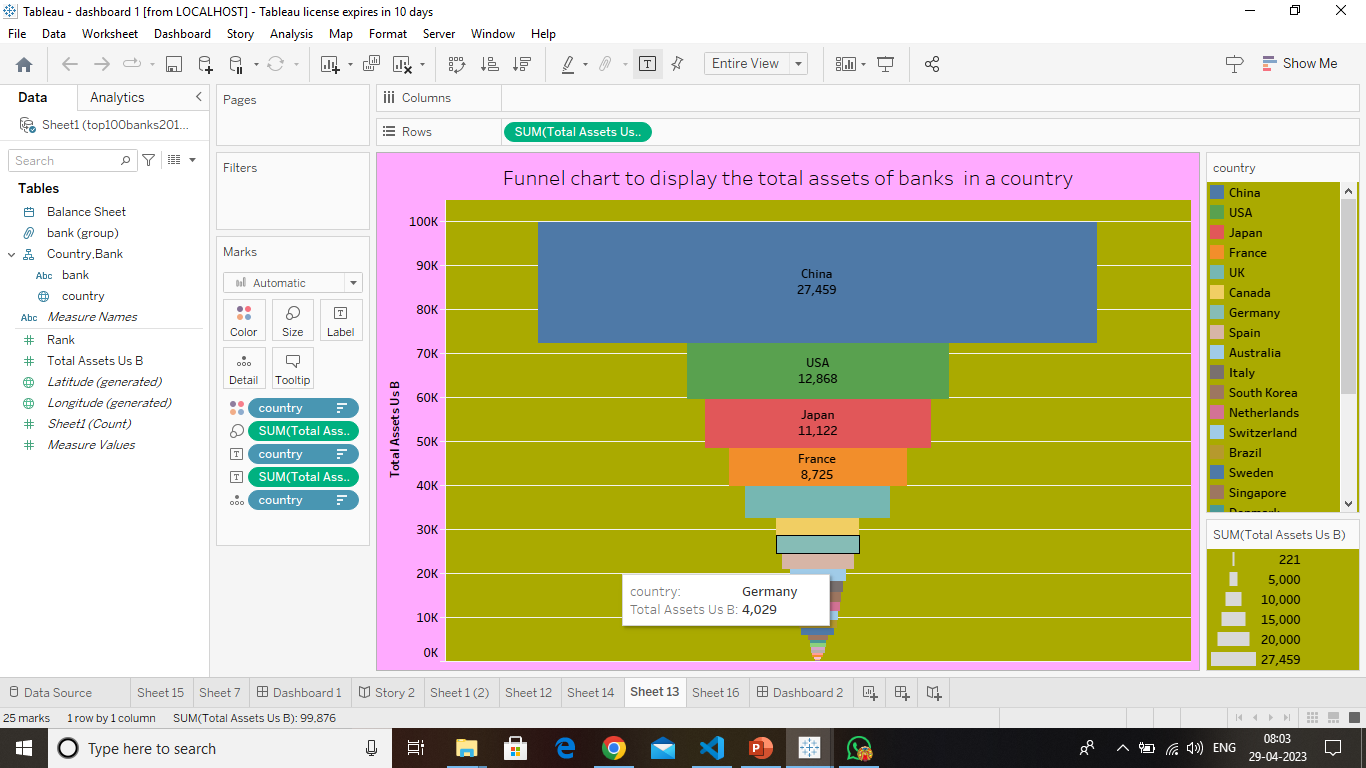 Tableau - dashboard 1 [from LOCALHOST] - Tableau license expires in 10 days
File Data Worksheet Dashboard Story Analysis Map Format Server Window Help
Entire View
Show Me
Data Analytics
Sheet1 (top100banks201...
Search
Tables
Balance Sheet
bank (group)
Country,Bank
Abc bank
country
Abc Measure Names
Rank
Total Assets Us B
Latitude (generated)
Longitude (generated)
Sheet1 (Count)
Measure Values
Pages
Filters
Marks
Automatic
Color Size Label
Detail Tooltip
country
SUM(Total Ass..
country
SUM(Total Ass..
country
Columns
Rows SUM(Total Assets Us..
Funnel chart to display the total assets of banks in a country
Total Assets Us B
100K
90K
80K
70K
60K
50K
40K
30K
20K
10K
0K
China
27,459
USA
12,868
Japan
11,122
France
8,725
country: Germany
Total Assets Us B: 4,029
country
China
USA
Japan
France
UK
Canada
Germany
Spain
Australia
Italy
South Korea
Netherlands
Switzerland
Brazil
Sweden
Singapore
SUM(Total Assets Us B)
221
5,000
10,000
15,000
20,000
27,459
Data Source Sheet 15 Sheet 7 Dashboard 1 Story 2 Sheet 1 (2) Sheet 12 Sheet 14 Sheet 13 Sheet 16 Dashboard 2
25 marks 1 row by 1 column SUM(Total Assets Us B): 99,876
Type here to search
ENG
08:03
29-04-2023